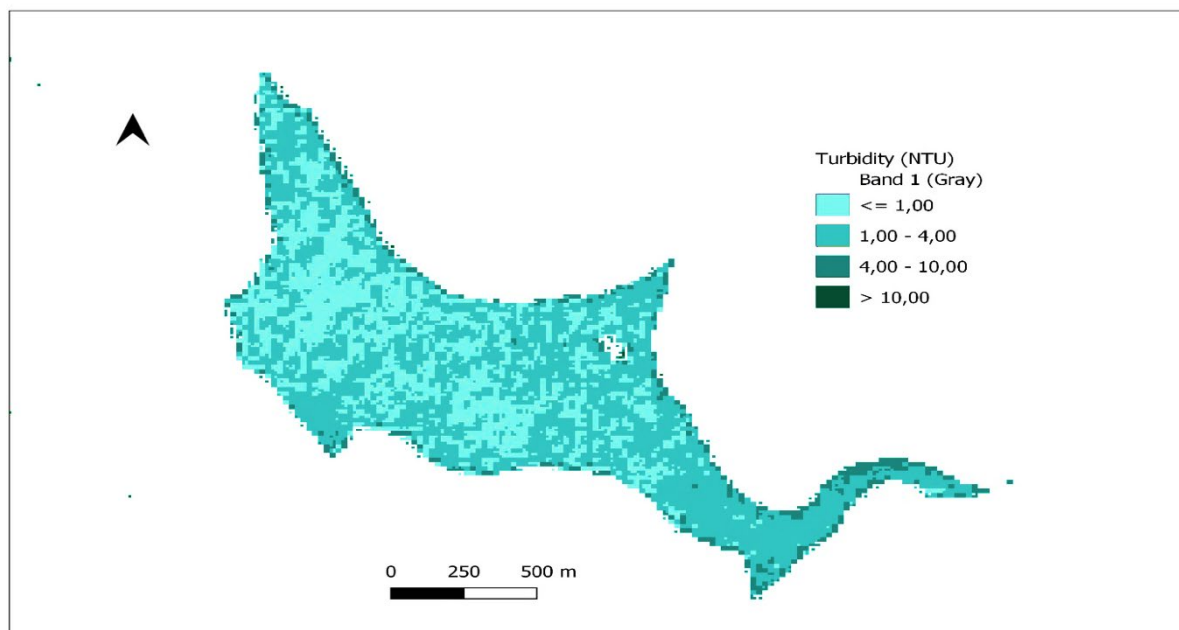 Turbidity (NTU)
Band 1 (Gray)
<= 1,00
1,00 - 4,00
4,00 - 10,00
> 10,00
0 250 500 m